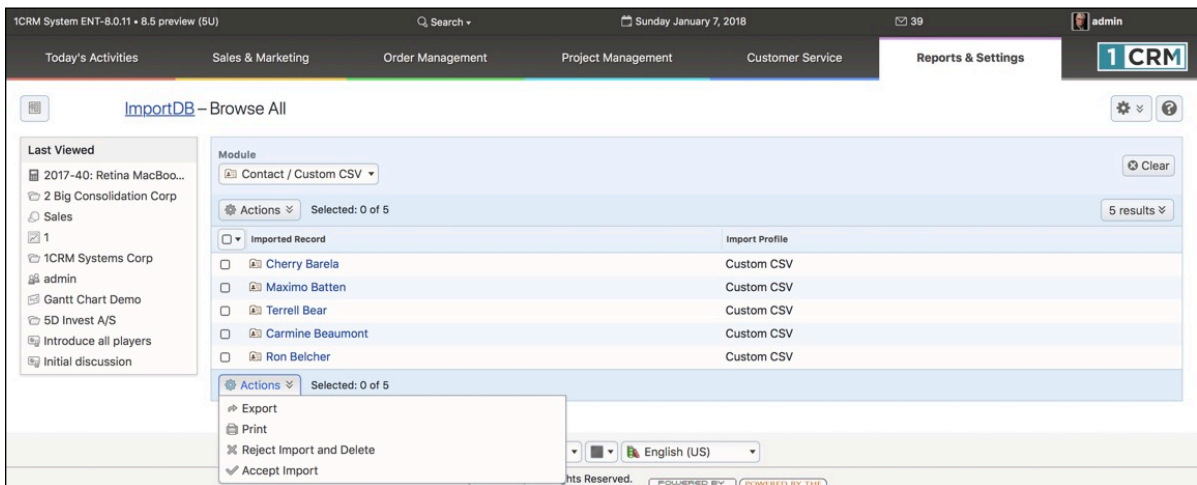 1CRM System ENT-8.0.11 • 8.5 preview (5U)
Search
Sunday January 7, 2018
39
admin
Today's Activities
Sales & Marketing
Order Management
Project Management
Customer Service
Reports & Settings
1 CRM
ImportDB – Browse All
Last Viewed
2017-40: Retina MacBoo...
2 Big Consolidation Corp
Sales
1
1CRM Systems Corp
admin
Gantt Chart Demo
5D Invest A/S
Introduce all players
Initial discussion
Module
Contact / Custom CSV
Clear
Actions
Selected: 0 of 5
5 results
Imported Record
Import Profile
Cherry Barela
Custom CSV
Maximo Batten
Custom CSV
Terrell Bear
Custom CSV
Carmine Beaumont
Custom CSV
Ron Belcher
Custom CSV
Actions
Selected: 0 of 5
Export
Print
Reject Import and Delete
Accept Import
English (US)
hts Reserved.
POWERED BY
POWERED BY THE